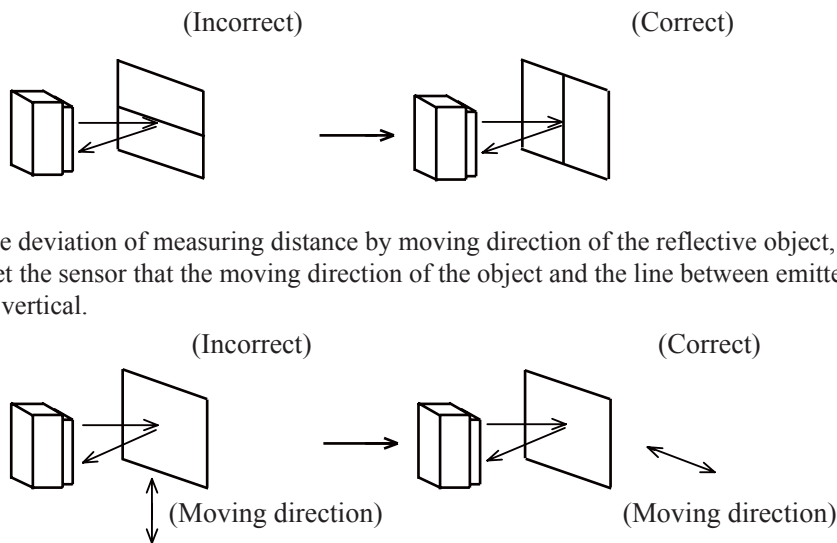 (Incorrect) (Correct)
e deviation of measuring distance by moving direction of the reflective object,
et the sensor that the moving direction of the object and the line between emitte
vertical.
(Incorrect) (Correct)
(Moving direction) (Moving direction)